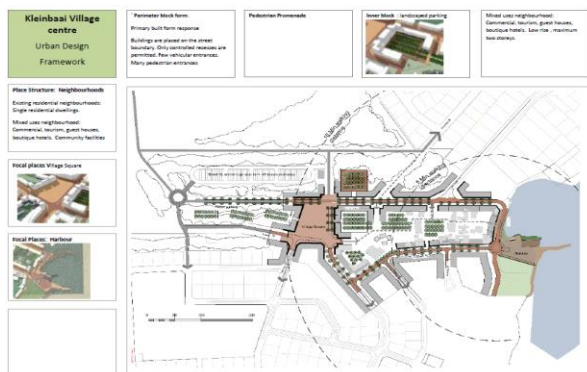 Kleinbaai Village
centre
Urban Design
Framework
Perimeter block form:
Primary built form response
Buildings are placed on the street
boundary. Only controlled recesses are
permitted. Few vehicular entrances.
Many pedestrian entrances
Pedestrian Promenade
Inner block : landscaped parking
Mixed uses neighbourhood:
Commercial, tourism, guest houses,
boutique hotels. Low rise , maximum
two storeys.
Place Structure: Neighbourhoods
Existing residential neighbourhoods:
Single residential dwellings.
Mixed uses neighbourhood:
Commercial, tourism, guest houses,
boutique hotels. Community facilities
Focal places Village Square
Focal Places: Harbour
Village Square